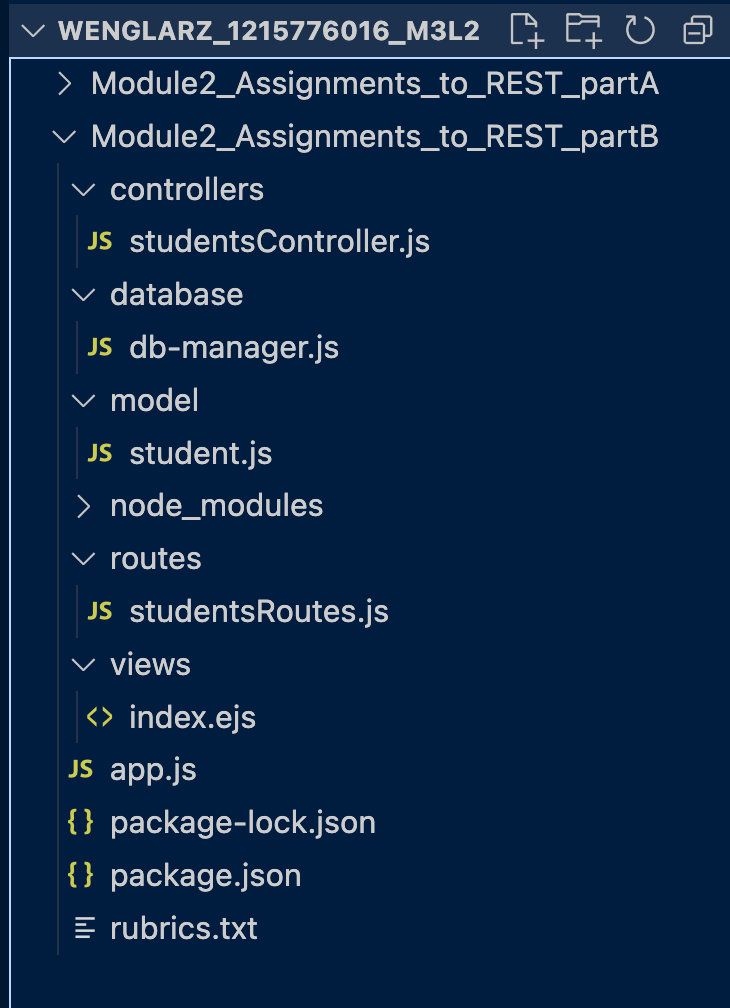 WENGLARZ_1215776016_M3L2
Module2_Assignments_to_REST_partA
Module2_Assignments_to_REST_partB
controllers
JS studentsController.js
database
JS db-manager.js
model
JS student.js
node_modules
routes
JS studentsRoutes.js
views
<> index.ejs
JS app.js
{} package-lock.json
{} package.json
rubrics.txt